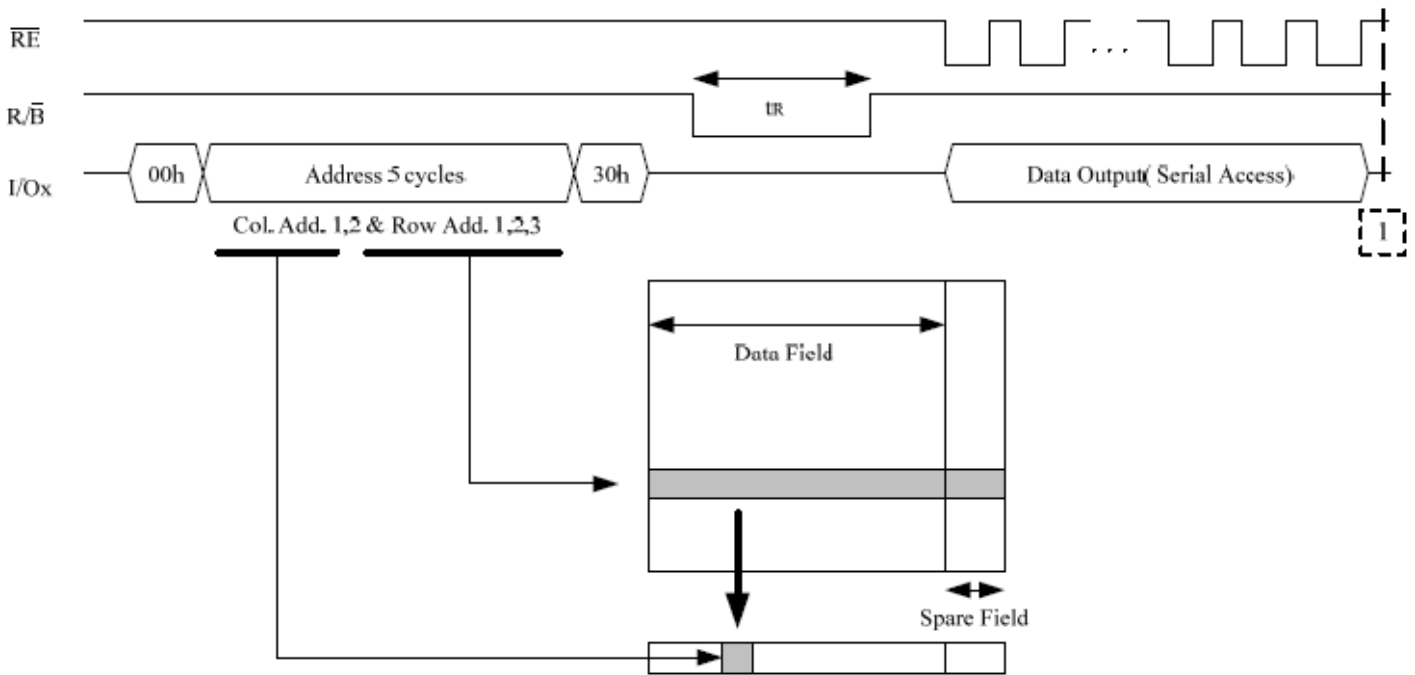 R̅E̅
tR
R/B̅
00h Address 5 cycles 30h Data Output( Serial Access)
I/Ox
Col. Add. 1,2 & Row Add. 1,2,3
1
Data Field
Spare Field